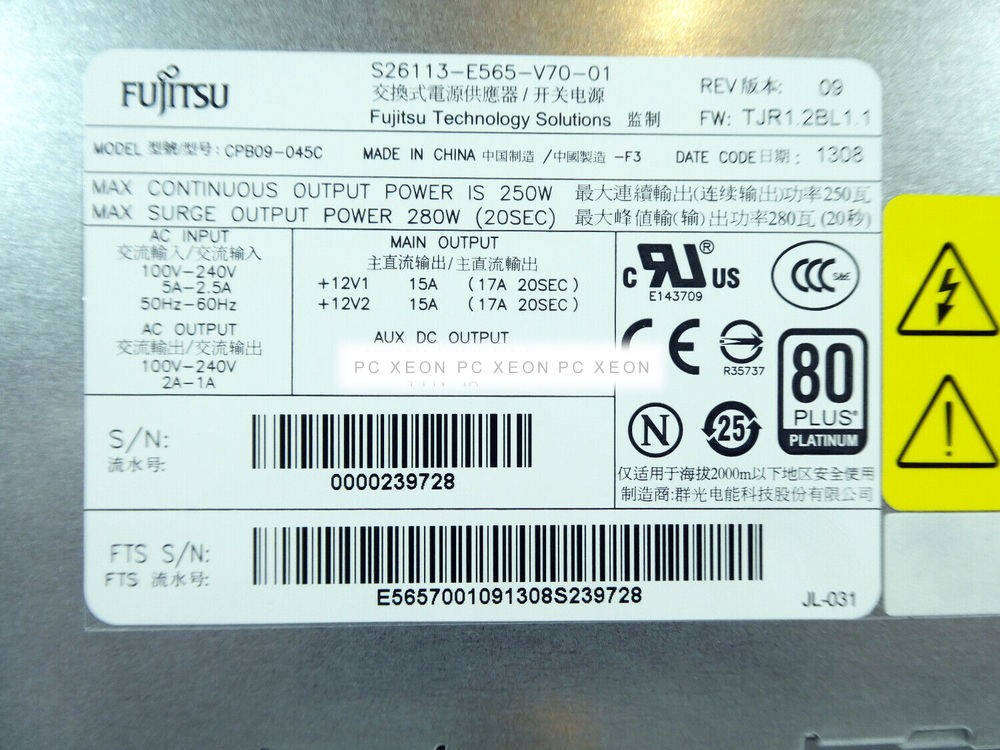 FUJITSU
S26113-E565-V70-01
交換式電源供應器/开关电源
Fujitsu Technology Solutions 监制
REV版本: 09
FW: TJR1.2BL1.1
MODEL 型號/型号: CPB09-045C MADE IN CHINA 中国制造/中國製造 -F3 DATE CODE日期: 1308
MAX CONTINUOUS OUTPUT POWER IS 250W 最大連續輸出(连续输出)功率250瓦
MAX SURGE OUTPUT POWER 280W (20SEC) 最大峰值輸(输)出功率280瓦(20秒)
AC INPUT
交流輸入/交流输入
100V-240V
5A-2.5A
50Hz-60Hz
AC OUTPUT
交流輸出/交流输出
100V-240V
2A-1A
MAIN OUTPUT
主直流输出/主直流輸出
+12V1 15A (17A 20SEC)
+12V2 15A (17A 20SEC)
AUX DC OUTPUT
PC XEON PC XEON PC XEON
c RU® US
E143709
CCC S&E
CE
R35737
N
25
80
PLUS®
PLATINUM
仅适用于海拔2000m以下地区安全使用
制造商:群光电能科技股份有限公司
S/N:
流水号:
0000239728
FTS S/N:
FTS 流水号:
E5657001091308S239728
JL-031